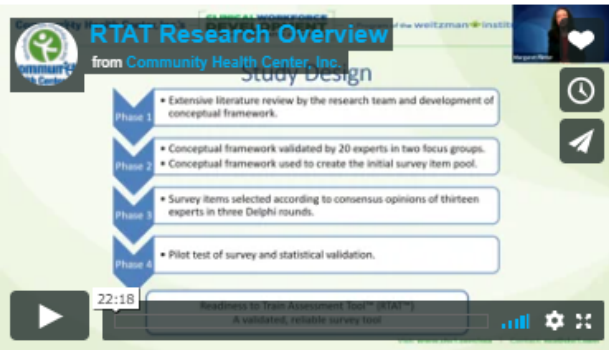 CLINICAL WORKFORCE
DEVELOPMENT
RTAT Research Overview
from Community Health Center, Inc.
Study Design
Phase 1
• Extensive literature review by the research team and development of
conceptual framework.
Phase 2
• Conceptual framework validated by 20 experts in two focus groups.
• Conceptual framework used to create the initial survey item pool.
Phase 3
• Survey items selected according to consensus opinions of thirteen
experts in three Delphi rounds.
Phase 4
• Pilot test of survey and statistical validation.
22:18
Readiness to Train Assessment Tool™ (RTAT™)
A validated, reliable survey tool